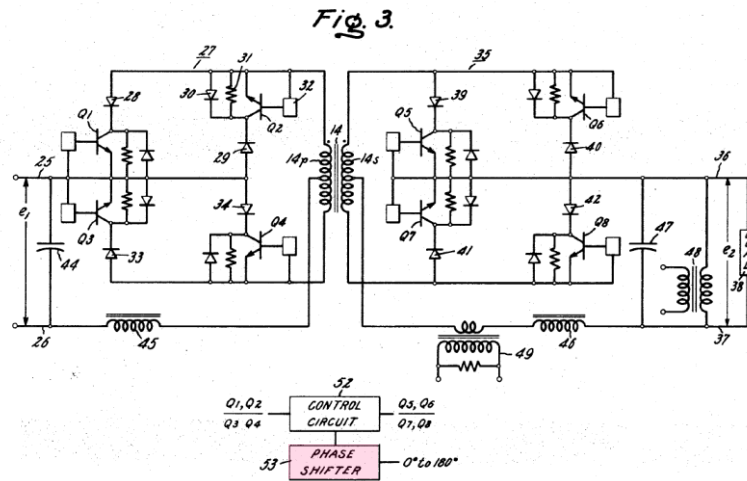 Fig. 3.
27
31
35
30
32
28
39
Q1
Q2
Q5
Q6
14
29
40
14p
14s
25
36
e1
34
42
Q3
Q4
Q7
Q8
44
33
41
47
48
e2
38
26
45
49
46
37
52
Q1, Q2
Q3 Q4
CONTROL
CIRCUIT
Q5, Q6
Q7, Q8
53
PHASE
SHIFTER
0° to 180°